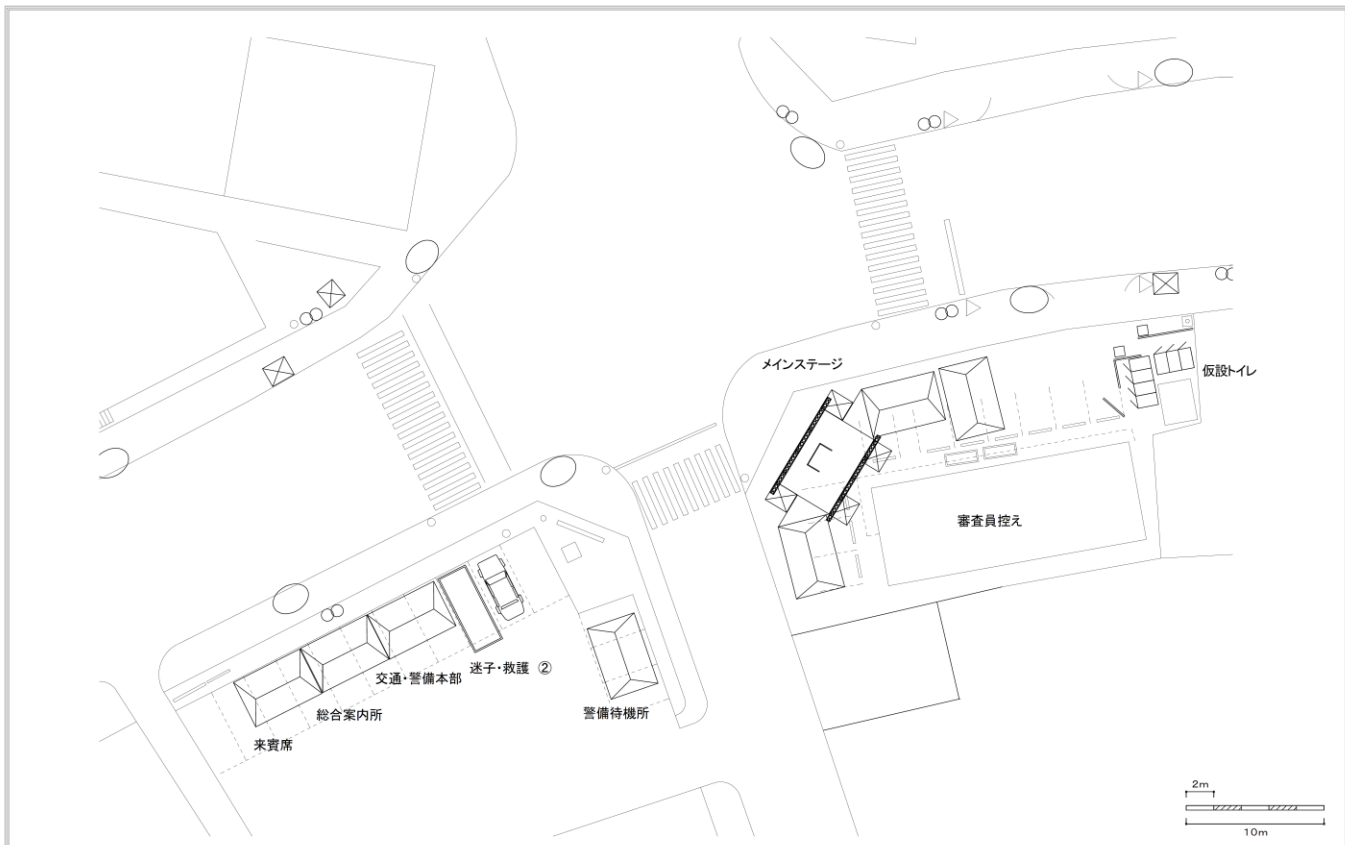 メインステージ
仮設トイレ
審査員控え
迷子・救護 ②
交通・警備本部
警備待機所
総合案内所
来賓席
2m
10m